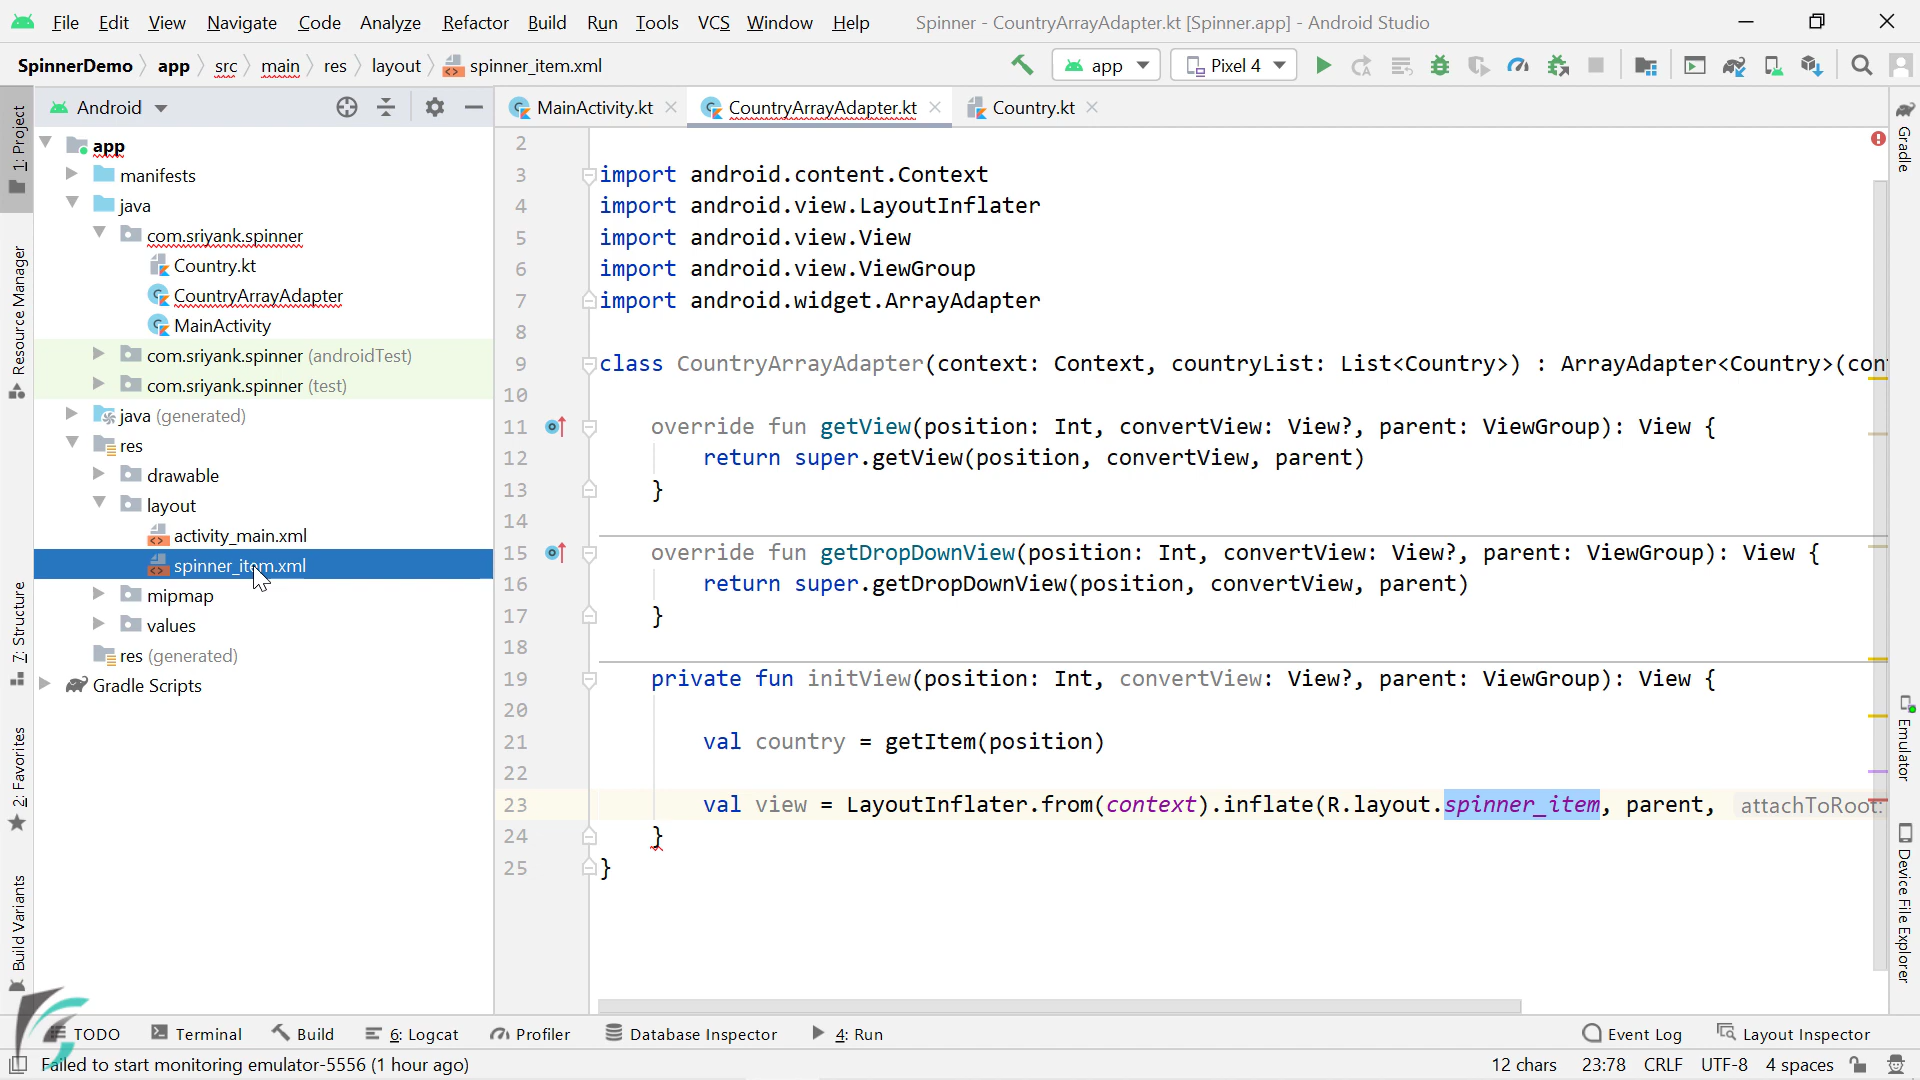 File Edit View Navigate Code Analyze Refactor Build Run Tools VCS Window Help Spinner - CountryArrayAdapter.kt [Spinner.app] - Android Studio
SpinnerDemo app src main res layout spinner_item.xml app Pixel 4
Android MainActivity.kt CountryArrayAdapter.kt Country.kt
1: Project
Resource Manager
7: Structure
2: Favorites
Build Variants
app
manifests
java
com.sriyank.spinner
Country.kt
CountryArrayAdapter
MainActivity
com.sriyank.spinner (androidTest)
com.sriyank.spinner (test)
java (generated)
res
drawable
layout
activity_main.xml
spinner_item.xml
mipmap
values
res (generated)
Gradle Scripts
2
3 import android.content.Context
4 import android.view.LayoutInflater
5 import android.view.View
6 import android.view.ViewGroup
7 import android.widget.ArrayAdapter
8
9 class CountryArrayAdapter(context: Context, countryList: List<Country>) : ArrayAdapter<Country>(con
10
11 override fun getView(position: Int, convertView: View?, parent: ViewGroup): View {
12 return super.getView(position, convertView, parent)
13 }
14
15 override fun getDropDownView(position: Int, convertView: View?, parent: ViewGroup): View {
16 return super.getDropDownView(position, convertView, parent)
17 }
18
19 private fun initView(position: Int, convertView: View?, parent: ViewGroup): View {
20
21 val country = getItem(position)
22
23 val view = LayoutInflater.from(context).inflate(R.layout.spinner_item, parent, attachToRoot:
24 }
25 }
Gradle
Emulator
Device File Explorer
TODO Terminal Build 6: Logcat Profiler Database Inspector 4: Run Event Log Layout Inspector
Failed to start monitoring emulator-5556 (1 hour ago) 12 chars 23:78 CRLF UTF-8 4 spaces